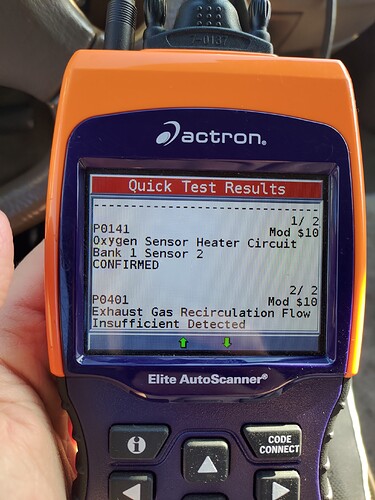 actron®
Quick Test Results
1/ 2
P0141
Mod $10
Oxygen Sensor Heater Circuit
Bank 1 Sensor 2
CONFIRMED
2/ 2
P0401
Mod $10
Exhaust Gas Recirculation Flow
Insufficient Detected
Elite AutoScanner®
i
CODE
CONNECT